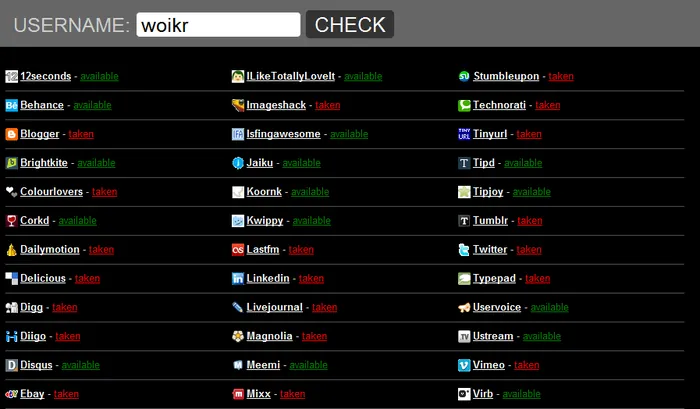 USERNAME: woikr CHECK
12seconds - available ILikeTotallyLoveIt - available Stumbleupon - taken
Behance - available Imageshack - taken Technorati - taken
Blogger - taken Isfingawesome - available Tinyurl - taken
Brightkite - available Jaiku - available Tipd - available
Colourlovers - taken Koornk - available Tipjoy - available
Corkd - available Kwippy - available Tumblr - taken
Dailymotion - taken Lastfm - taken Twitter - taken
Delicious - taken Linkedin - taken Typepad - taken
Digg - taken Livejournal - taken Uservoice - available
Diigo - taken Magnolia - taken Ustream - available
Disqus - available Meemi - available Vimeo - taken
Ebay - taken Mixx - taken Virb - available